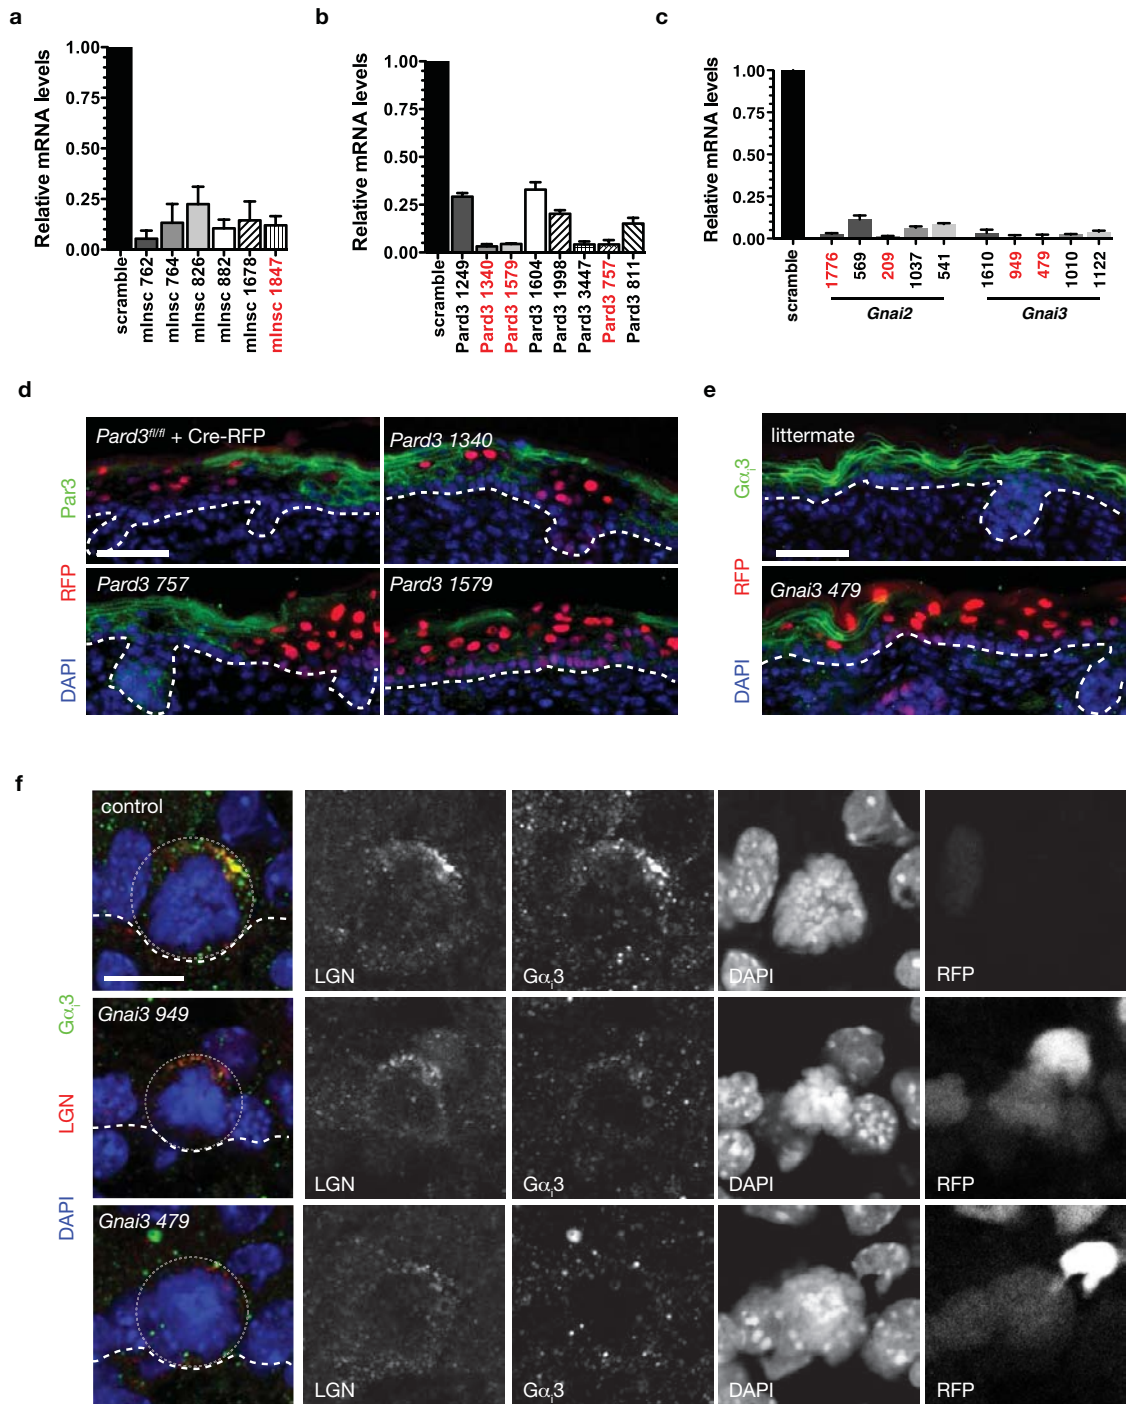 a
b
c
Relative mRNA levels
1.00
0.75
0.50
0.25
0.00
scramble
mInsc 762
mInsc 764
mInsc 826
mInsc 882
mInsc 1678
mInsc 1847
Relative mRNA levels
1.00
0.75
0.50
0.25
0.00
scramble
Pard3 1249
Pard3 1340
Pard3 1579
Pard3 1604
Pard3 1998
Pard3 3447
Pard3 757
Pard3 811
Relative mRNA levels
1.00
0.75
0.50
0.25
0.00
scramble
1776
569
209
1037
541
1610
949
479
1010
1122
Gnai2
Gnai3
d
e
DAPI RFP Par3
Pard3fl/fl + Cre-RFP
Pard3 1340
Pard3 757
Pard3 1579
DAPI RFP Gαi3
littermate
Gnai3 479
f
DAPI LGN Gαi3
control
LGN
Gαi3
DAPI
RFP
Gnai3 949
LGN
Gαi3
DAPI
RFP
Gnai3 479
LGN
Gαi3
DAPI
RFP